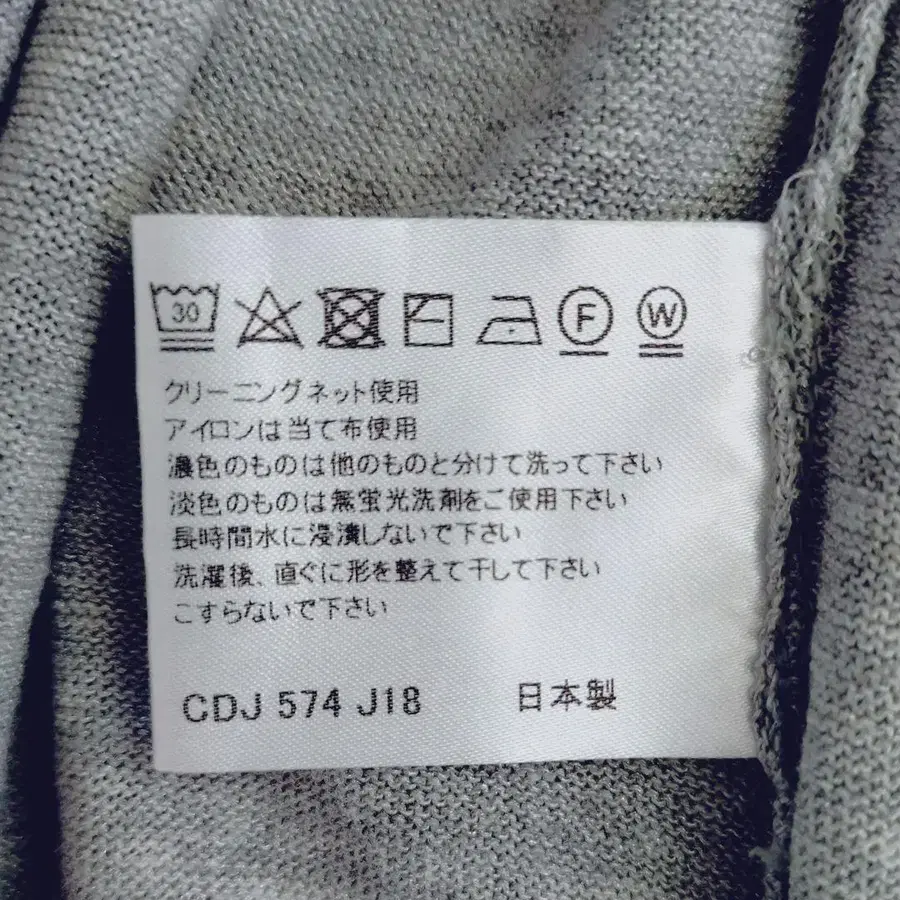 30 F W
クリーニングネット使用
アイロンは当て布使用
濃色のものは他のものと分けて洗って下さい
淡色のものは無蛍光洗剤をご使用下さい
長時間水に浸漬しないで下さい
洗濯後、直ぐに形を整えて干して下さい
こすらないで下さい
CDJ 574 J18 日本製